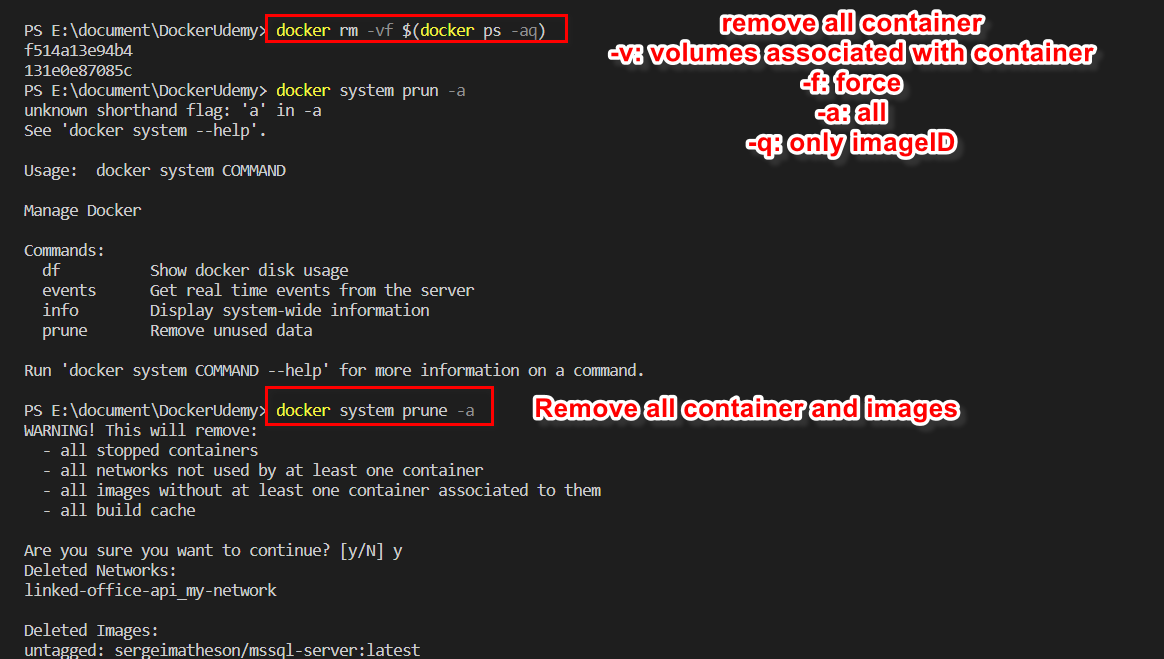 PS E:\document\DockerUdemy> docker rm -vf $(docker ps -aq)
f514a13e94b4
131e0e87085c
PS E:\document\DockerUdemy> docker system prun -a
unknown shorthand flag: 'a' in -a
See 'docker system --help'.
remove all container
-v: volumes associated with container
-f: force
-a: all
-q: only imageID
Usage:  docker system COMMAND
Manage Docker
Commands:
  df          Show docker disk usage
  events      Get real time events from the server
  info        Display system-wide information
  prune       Remove unused data
Run 'docker system COMMAND --help' for more information on a command.
PS E:\document\DockerUdemy> docker system prune -a
Remove all container and images
WARNING! This will remove:
  - all stopped containers
  - all networks not used by at least one container
  - all images without at least one container associated to them
  - all build cache
Are you sure you want to continue? [y/N] y
Deleted Networks:
linked-office-api_my-network
Deleted Images:
untagged: sergeimatheson/mssql-server:latest